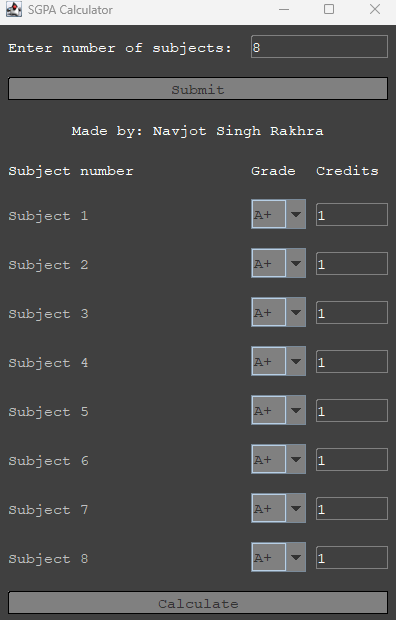 SGPA Calculator
Enter number of subjects: 8
Submit
Made by: Navjot Singh Rakhra
Subject number Grade Credits
Subject 1 A+ 1
Subject 2 A+ 1
Subject 3 A+ 1
Subject 4 A+ 1
Subject 5 A+ 1
Subject 6 A+ 1
Subject 7 A+ 1
Subject 8 A+ 1
Calculate